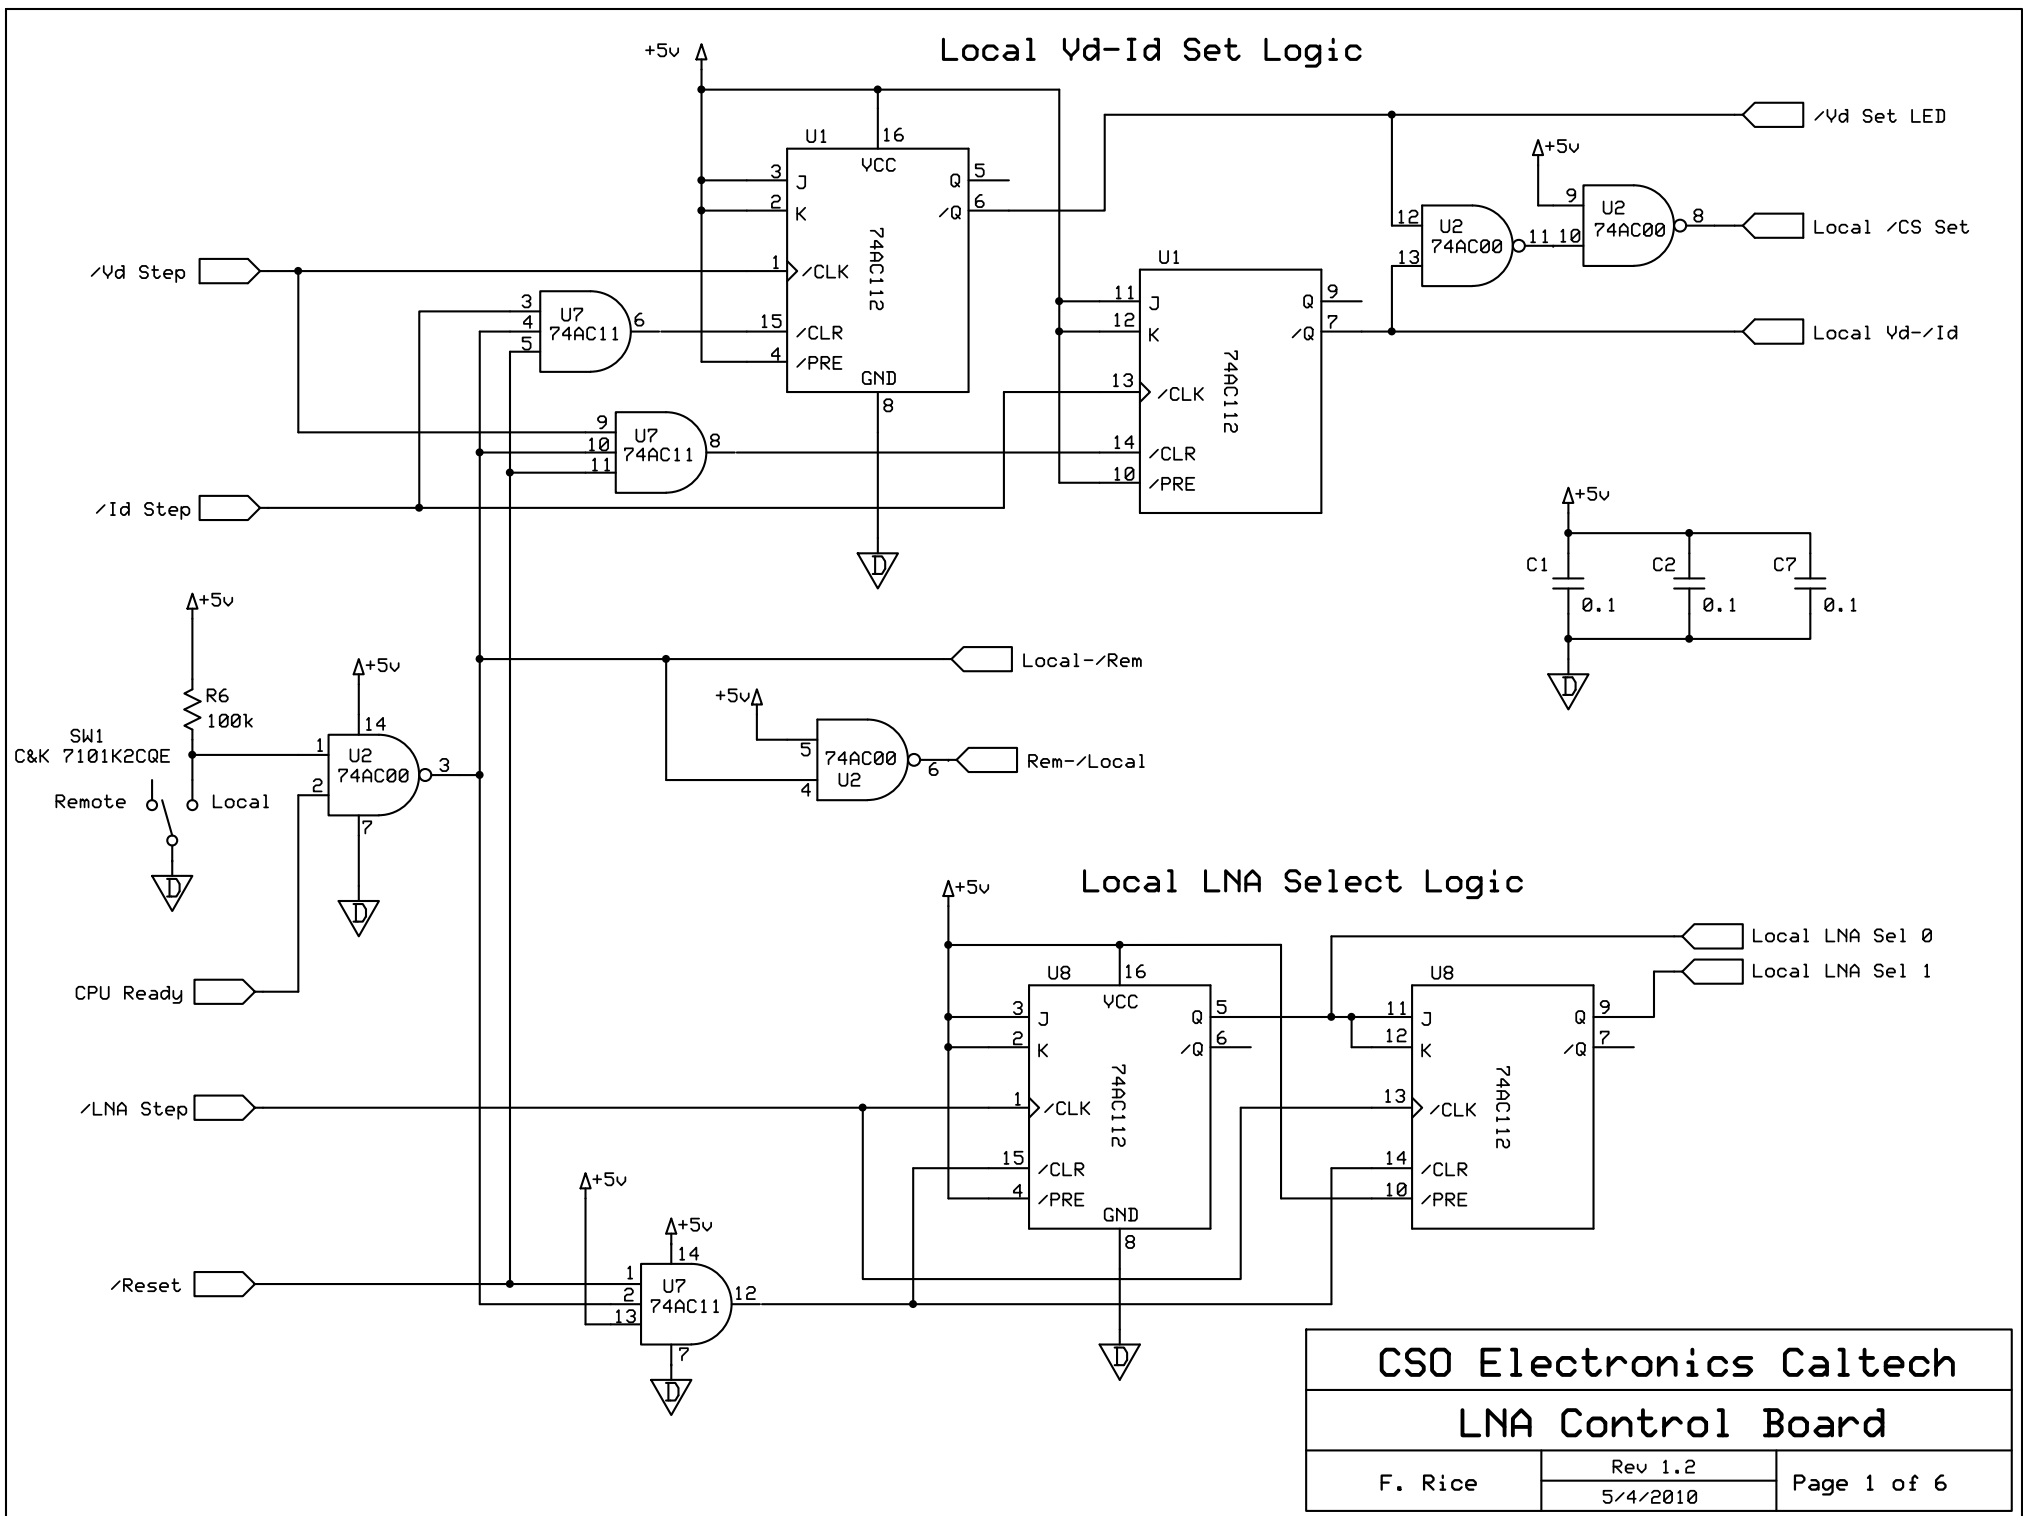 Local Vd-Id Set Logic
+5v
U1
16
VCC
3
J
2
K
1
/CLK
15
/CLR
4
/PRE
GND
8
Q
5
/Q
6
74AC112
/Vd Step
/Id Step
3
4
5
U7
74AC11
6
9
10
11
U7
74AC11
8
U1
11
J
12
K
13
/CLK
14
/CLR
10
/PRE
Q
9
/Q
7
74AC112
/Vd Set LED
+5v
12
13
U2
74AC00
11
10
9
U2
74AC00
8
Local /CS Set
Local Vd-/Id
D
+5v
C1
0.1
C2
0.1
C7
0.1
D
+5v
R6
100k
SW1
C&K 7101K2CQE
Remote
Local
D
+5v
14
1
2
U2
74AC00
3
7
D
Local-/Rem
+5v
5
4
74AC00
U2
6
Rem-/Local
CPU Ready
Local LNA Select Logic
+5v
U8
16
VCC
3
J
2
K
1
/CLK
15
/CLR
4
/PRE
GND
8
Q
5
/Q
6
74AC112
D
U8
11
J
12
K
13
/CLK
14
/CLR
10
/PRE
Q
9
/Q
7
74AC112
Local LNA Sel 0
Local LNA Sel 1
/LNA Step
/Reset
+5v
+5v
14
1
2
13
U7
74AC11
12
7
D
CSO Electronics Caltech
LNA Control Board
F. Rice
Rev 1.2
5/4/2010
Page 1 of 6